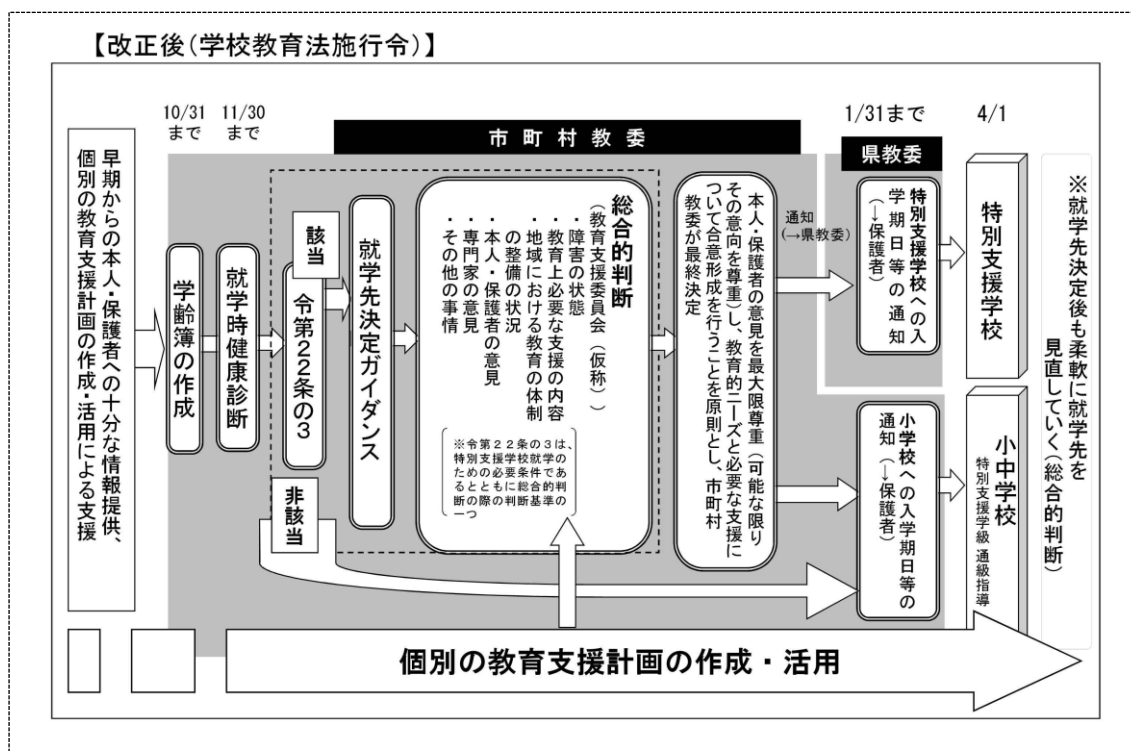 【改正後(学校教育法施行令)】
早期からの本人・保護者への十分な情報提供、
個別の教育支援計画の作成・活用による支援
10/31
まで
11/30
まで
学齢簿の作成
就学時健康診断
市町村教委
該当
令第22条の3
非該当
就学先決定ガイダンス
総合的判断
(教育支援委員会(仮称))
・障害の状態
・教育上必要な支援の内容
・地域における教育の体制
の整備の状況
・本人・保護者の意見
・専門家の意見
・その他の事情
※令第22条の3は、
特別支援学校就学の
ための必要条件であ
るとともに総合的判
断の際の判断基準の
一つ
本人・保護者の意見を最大限尊重(可能な限り
その意向を尊重)し、教育的ニーズと必要な支援に
ついて合意形成を行うことを原則とし、市町村
教委が最終決定
通知
(→県教委)
1/31まで
県教委
特別支援学校への入
学期日等の通知
(→保護者)
小学校への入学期日等の
通知(→保護者)
4/1
特別支援学校
小中学校
特別支援学級 通級指導
※就学先決定後も柔軟に就学先を
見直していく(総合的判断)
個別の教育支援計画の作成・活用